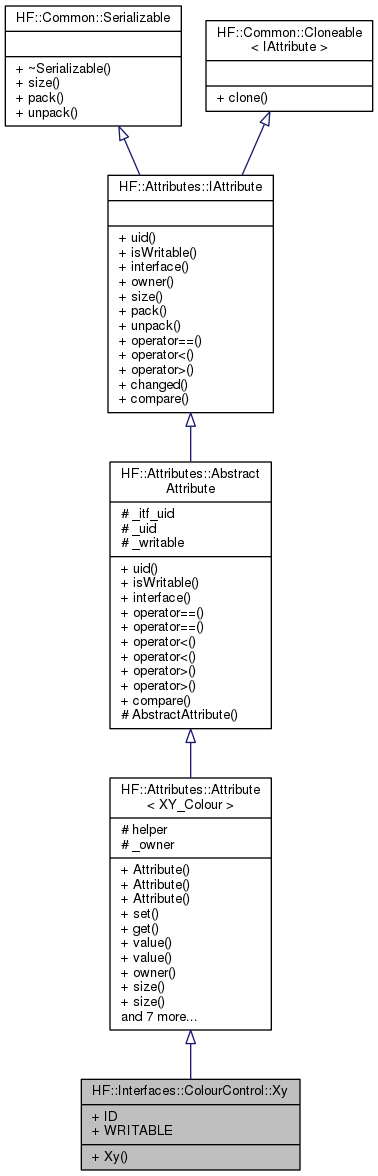 HF::Common::Serializable
+ ~Serializable()
+ size()
+ pack()
+ unpack()
HF::Common::Cloneable
< IAttribute >
+ clone()
HF::Attributes::IAttribute
+ uid()
+ isWritable()
+ interface()
+ owner()
+ size()
+ pack()
+ unpack()
+ operator==()
+ operator<()
+ operator>()
+ changed()
+ compare()
HF::Attributes::Abstract
Attribute
# _itf_uid
# _uid
# _writable
+ uid()
+ isWritable()
+ interface()
+ operator==()
+ operator==()
+ operator<()
+ operator<()
+ operator>()
+ operator>()
+ compare()
# AbstractAttribute()
HF::Attributes::Attribute
< XY_Colour >
# helper
# _owner
+ Attribute()
+ Attribute()
+ Attribute()
+ set()
+ get()
+ value()
+ value()
+ owner()
+ size()
+ size()
and 7 more...
HF::Interfaces::ColourControl::Xy
+ ID
+ WRITABLE
+ Xy()